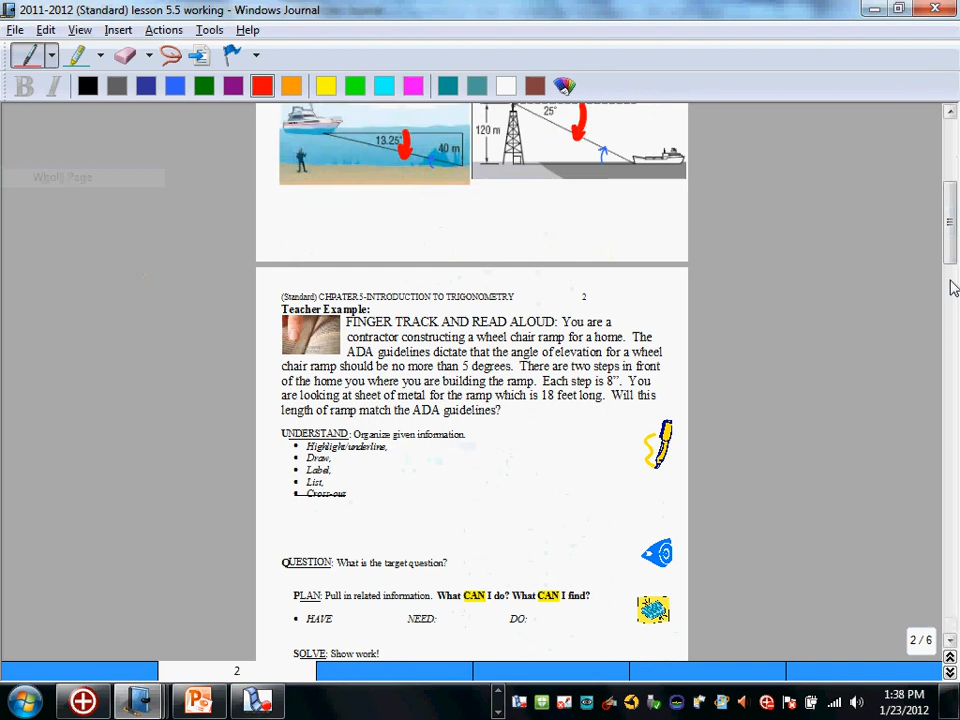 2011-2012 (Standard) lesson 5.5 working - Windows Journal
File Edit View Insert Actions Tools Help
B I
25°
120 m
13.25°
40 m
Whole Page
(Standard) CHPATER 5-INTRODUCTION TO TRIGONOMETRY 2
Teacher Example:
FINGER TRACK AND READ ALOUD: You are a
contractor constructing a wheel chair ramp for a home. The
ADA guidelines dictate that the angle of elevation for a wheel
chair ramp should be no more than 5 degrees. There are two steps in front
of the home you where you are building the ramp. Each step is 8”. You
are looking at sheet of metal for the ramp which is 18 feet long. Will this
length of ramp match the ADA guidelines?
UNDERSTAND: Organize given information.
• Highlight/underline,
• Draw,
• Label,
• List,
• Cross-out
QUESTION: What is the target question?
PLAN: Pull in related information. What CAN I do? What CAN I find?
• HAVE NEED: DO:
SOLVE: Show work!
2 / 6
2
1:38 PM
1/23/2012